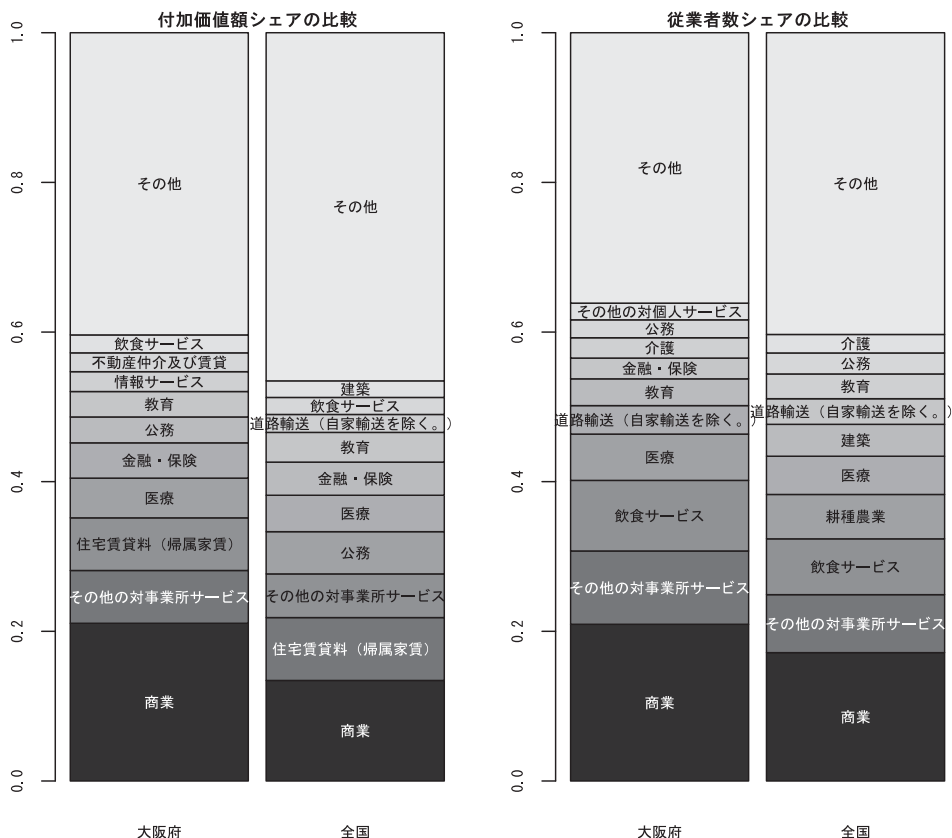 付加価値額シェアの比較
1.0
0.8
0.6
0.4
0.2
0.0
その他
飲食サービス
不動産仲介及び賃貸
情報サービス
教育
公務
金融・保険
医療
住宅賃貸料（帰属家賃）
その他の対事業所サービス
商業
大阪府
その他
建築
飲食サービス
道路輸送（自家輸送を除く。）
教育
金融・保険
医療
公務
その他の対事業所サービス
住宅賃貸料（帰属家賃）
商業
全国
従業者数シェアの比較
1.0
0.8
0.6
0.4
0.2
0.0
その他
その他の対個人サービス
公務
介護
金融・保険
教育
道路輸送（自家輸送を除く。）
医療
飲食サービス
その他の対事業所サービス
商業
大阪府
その他
介護
公務
教育
道路輸送（自家輸送を除く。）
建築
医療
耕種農業
飲食サービス
その他の対事業所サービス
商業
全国